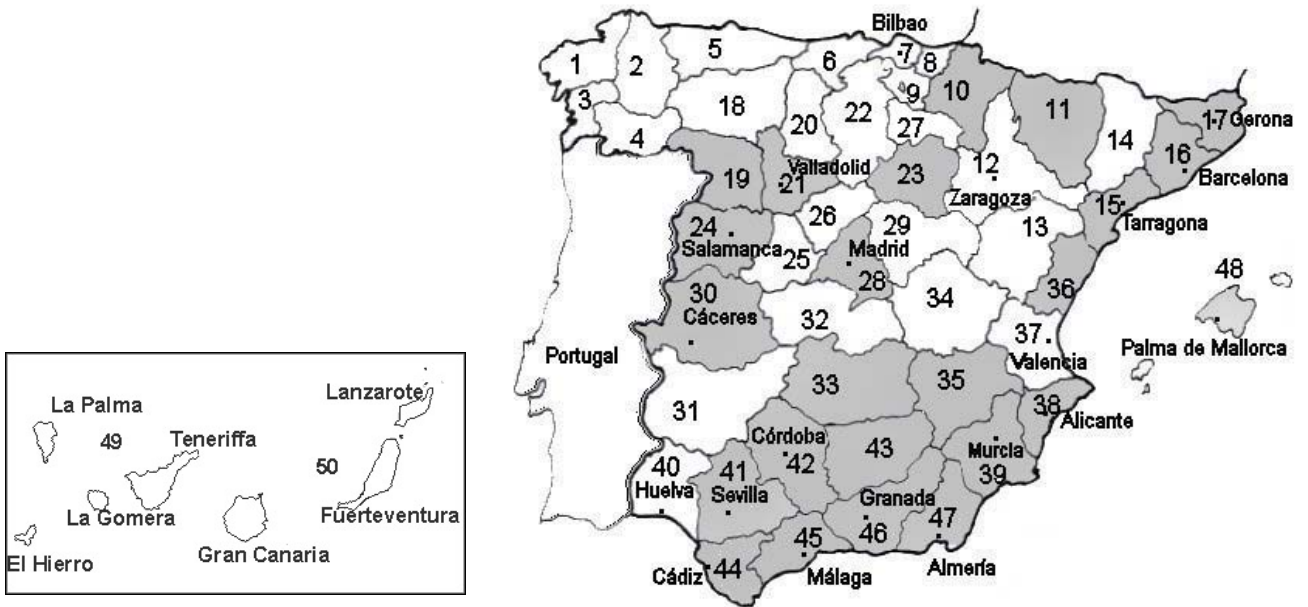 Bilbao
1
2
5
6
7
8
3
18
20
22
9
10
11
14
17
Gerona
4
27
16
19
Valladolid
21
23
12
Barcelona
Zaragoza
15
Tarragona
24
26
29
13
Salamanca
25
Madrid
28
36
48
30
34
Cáceres
32
37
Portugal
Valencia
Palma de Mallorca
33
35
31
38
Alicante
Córdoba
43
Murcia
40
41
42
39
Huelva
Sevilla
Granada
46
47
45
44
Cádiz
Málaga
Almería
Lanzarote
La Palma
49
Teneriffa
50
La Gomera
Fuerteventura
El Hierro
Gran Canaria